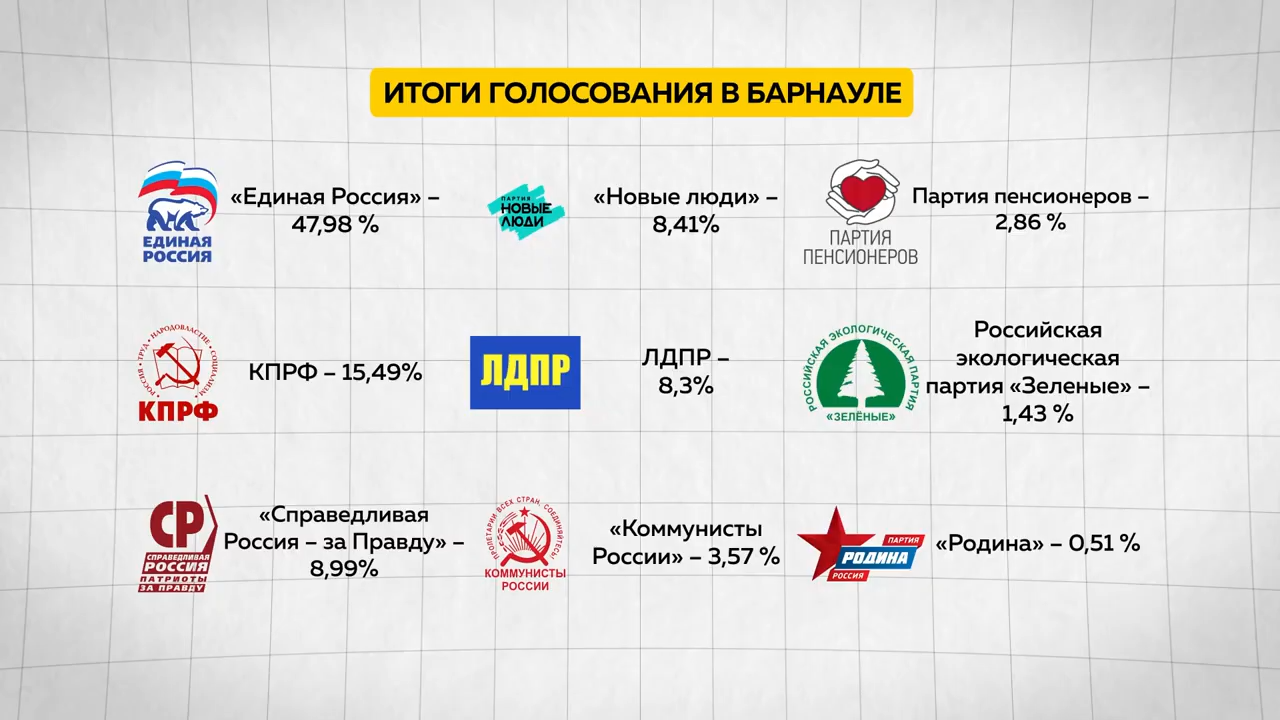 ИТОГИ ГОЛОСОВАНИЯ В БАРНАУЛЕ
ЕДИНАЯ
РОССИЯ
«Единая Россия» –
47,98 %
ПАРТИЯ
НОВЫЕ
ЛЮДИ
«Новые люди» –
8,41%
ПАРТИЯ
ПЕНСИОНЕРОВ
Партия пенсионеров –
2,86 %
РОССИЯ • ТРУД • НАРОДОВЛАСТИЕ • СОЦИАЛИЗМ •
КПРФ
КПРФ – 15,49%
ЛДПР
ЛДПР –
8,3%
РОССИЙСКАЯ ЭКОЛОГИЧЕСКАЯ ПАРТИЯ
«ЗЕЛЁНЫЕ»
Российская
экологическая
партия «Зеленые» –
1,43 %
СР
СПРАВЕДЛИВАЯ
РОССИЯ
ПАТРИОТЫ
ЗА ПРАВДУ
«Справедливая
Россия – за Правду» –
8,99%
ПРОЛЕТАРИИ ВСЕХ СТРАН, СОЕДИНЯЙТЕСЬ!
КОММУНИСТЫ
РОССИИ
«Коммунисты
России» – 3,57 %
ПАРТИЯ
РОДИНА
РОССИЯ
«Родина» – 0,51 %